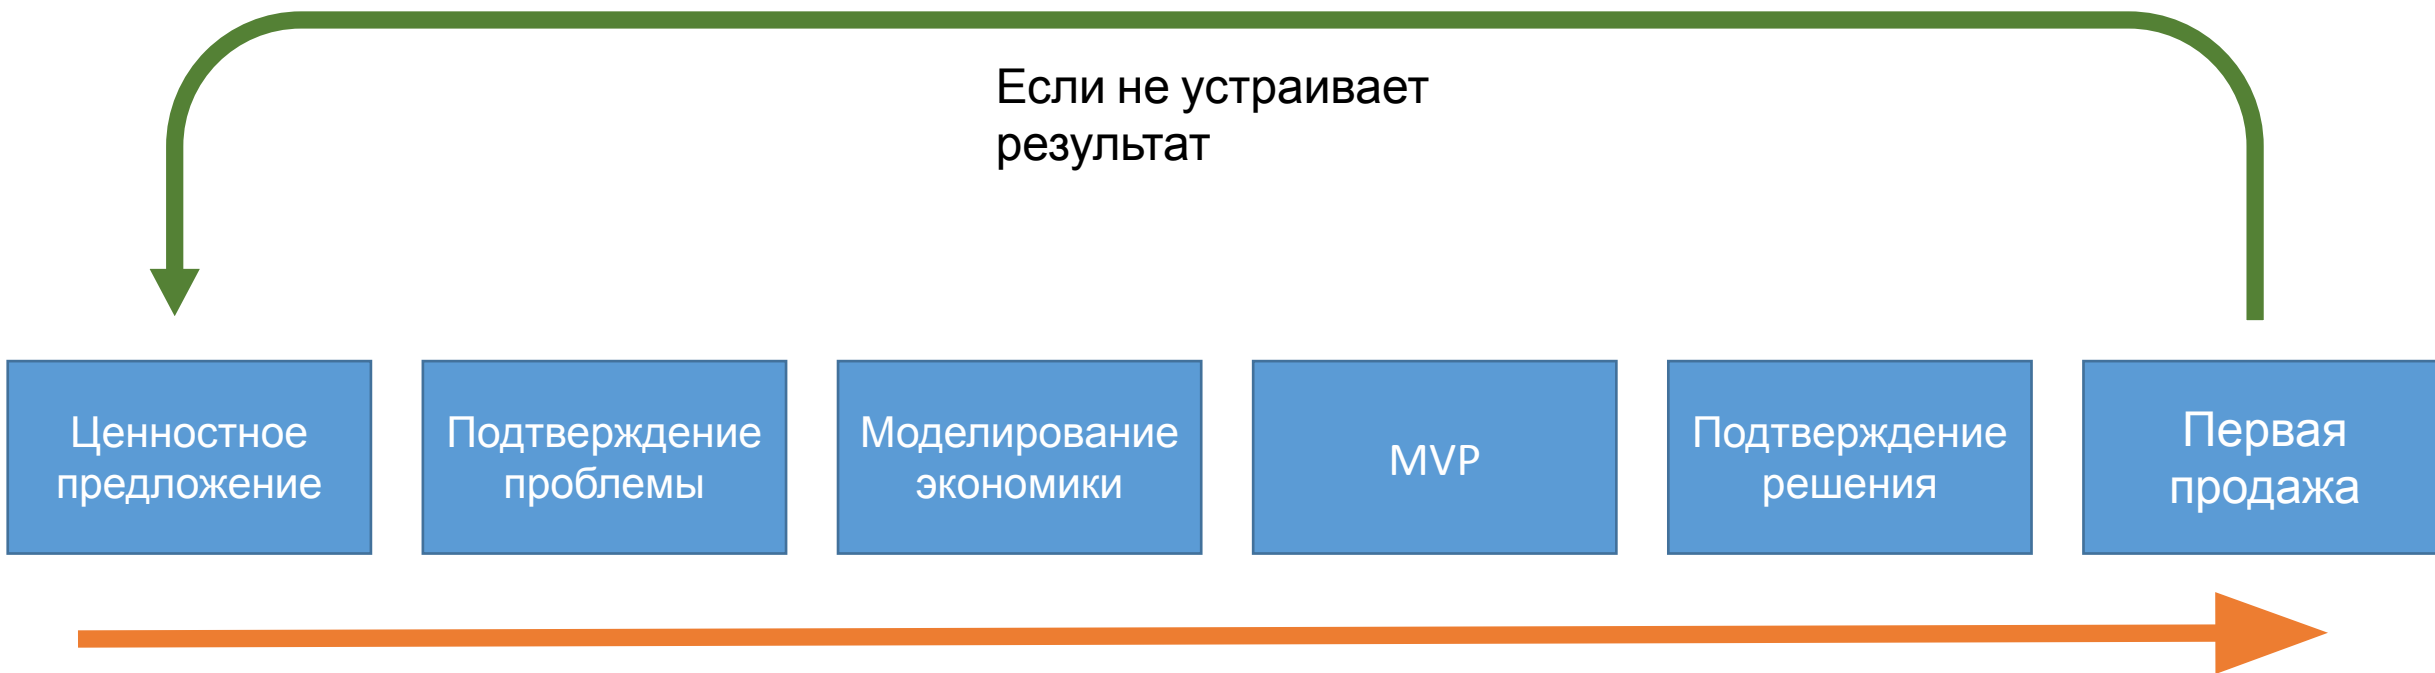 Если не устраивает
результат
Ценностное
предложение
Подтверждение
проблемы
Моделирование
экономики
MVP
Подтверждение
решения
Первая
продажа